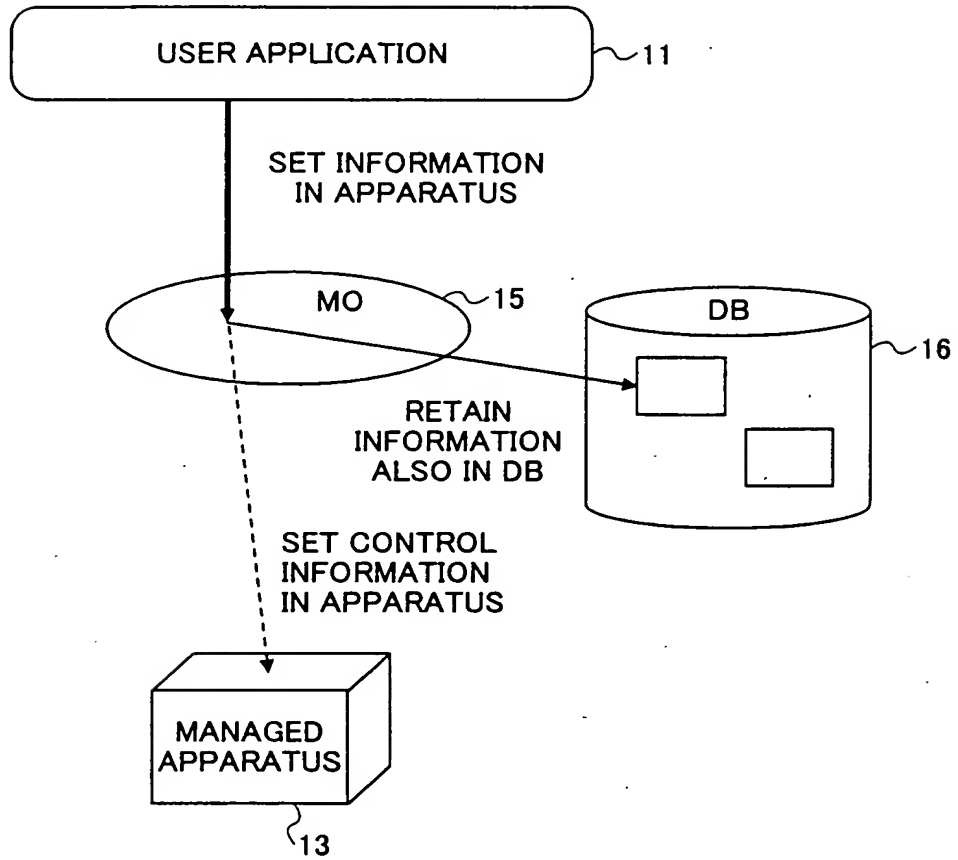 USER APPLICATION
11
SET INFORMATION
IN APPARATUS
MO
15
DB
16
RETAIN
INFORMATION
ALSO IN DB
SET CONTROL
INFORMATION
IN APPARATUS
MANAGED
APPARATUS
13